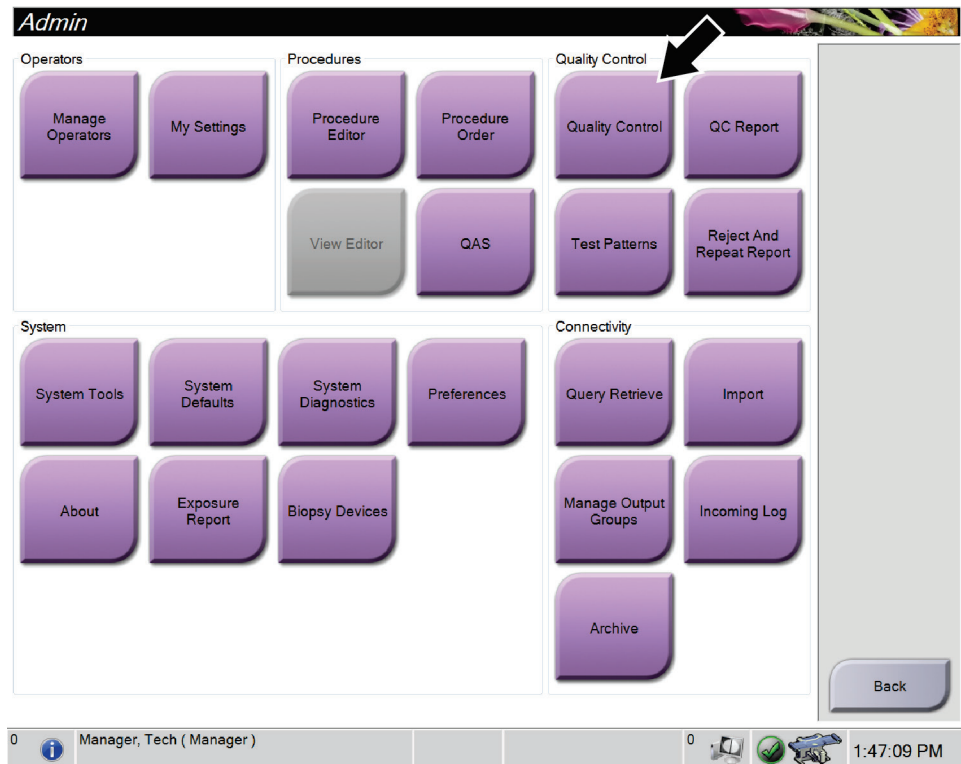 Admin
Operators
Manage
Operators
My Settings
Procedures
Procedure
Editor
Procedure
Order
View Editor
QAS
Quality Control
Quality Control
QC Report
Test Patterns
Reject And
Repeat Report
System
System Tools
System
Defaults
System
Diagnostics
Preferences
About
Exposure
Report
Biopsy Devices
Connectivity
Query Retrieve
Import
Manage Output
Groups
Incoming Log
Archive
Back
0
i
Manager, Tech ( Manager )
0
1:47:09 PM